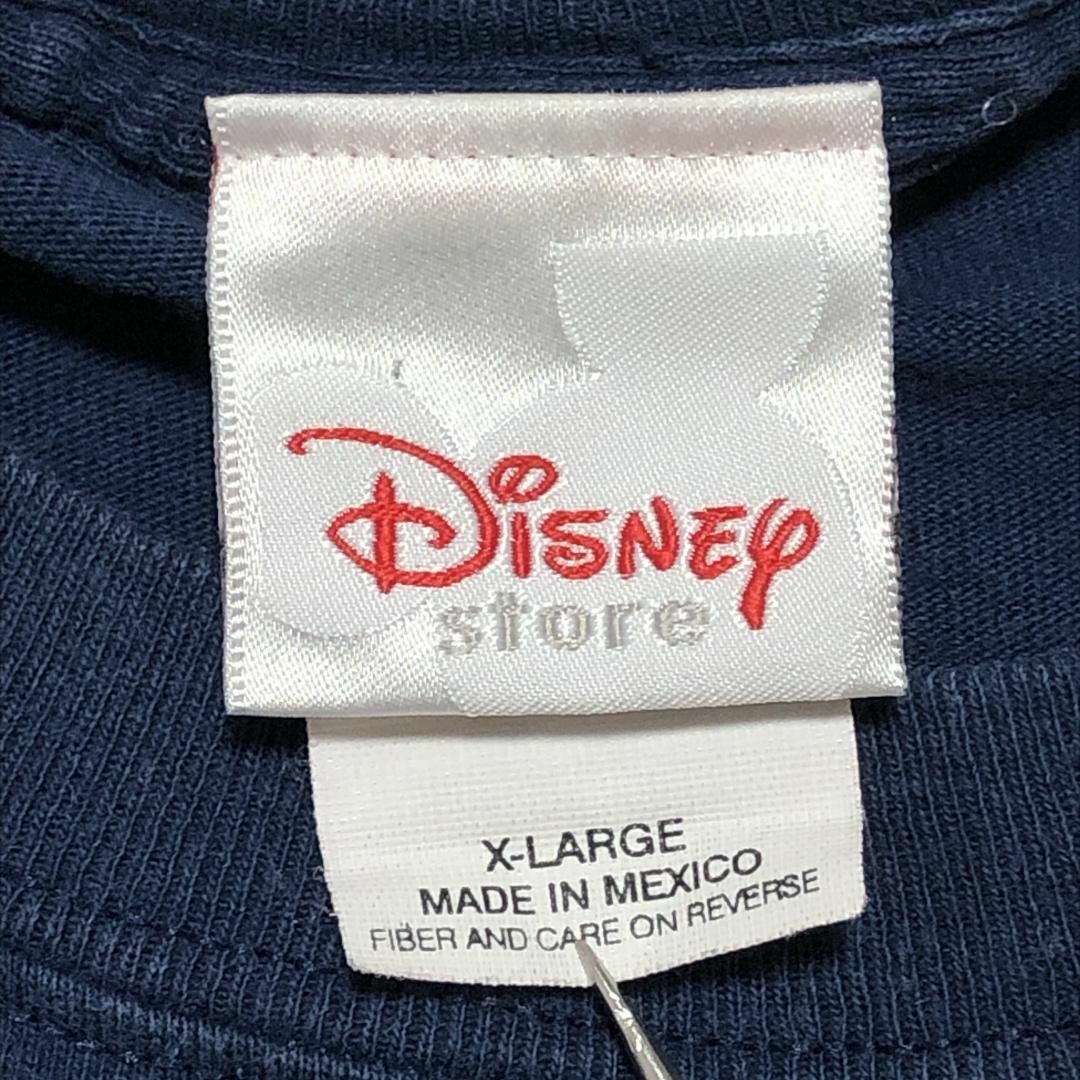 Disney
store
X-LARGE
MADE IN MEXICO
FIBER AND CARE ON REVERSE